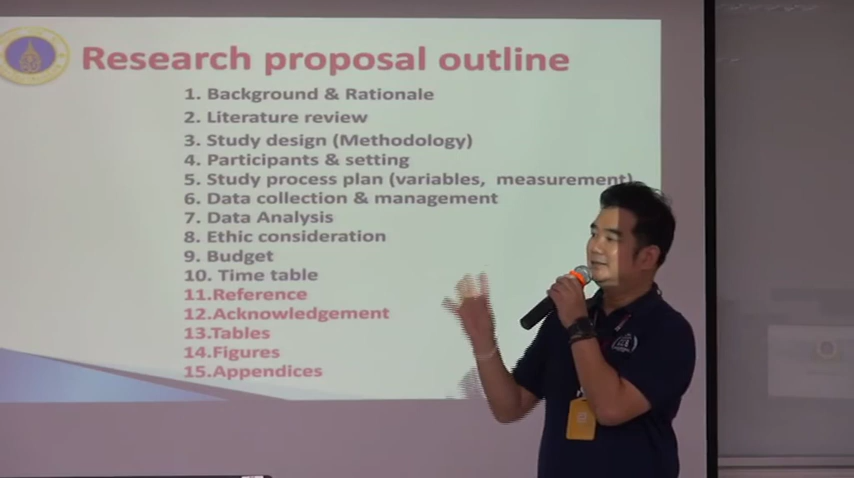 Research proposal outline
1. Background & Rationale
2. Literature review
3. Study design (Methodology)
4. Participants & setting
5. Study process plan (variables, measurement)
6. Data collection & management
7. Data Analysis
8. Ethic consideration
9. Budget
10. Time table
11.Reference
12.Acknowledgement
13.Tables
14.Figures
15.Appendices